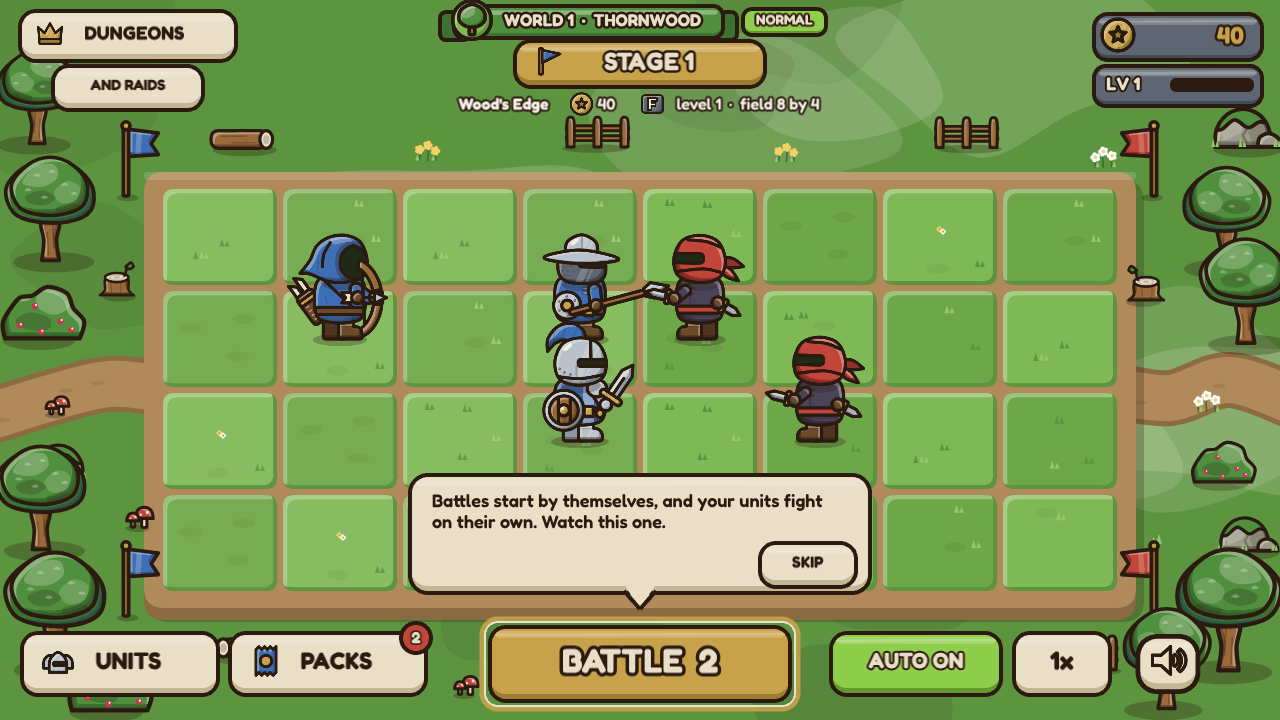 DUNGEONS
AND RAIDS
WORLD 1 · THORNWOOD
NORMAL
STAGE 1
Wood's Edge 40 F level 1 · field 8 by 4
40
LV 1
Battles start by themselves, and your units fight
on their own. Watch this one.
SKIP
UNITS
PACKS
2
BATTLE 2
AUTO ON
1x